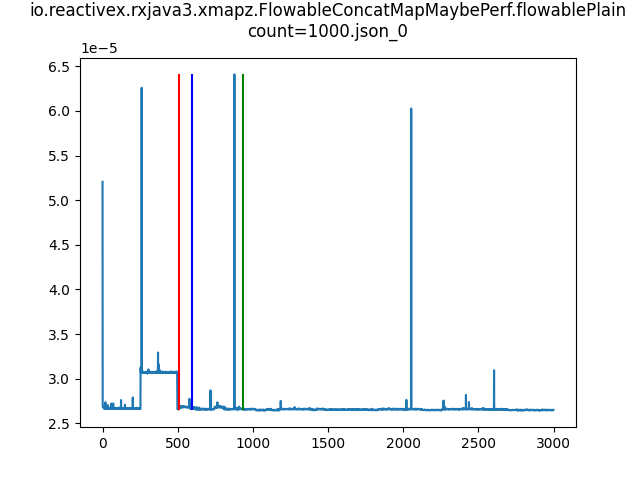 io.reactivex.rxjava3.xmapz.FlowableConcatMapMaybePerf.flowablePlain
count=1000.json_0
1e−5
6.5
6.0
5.5
5.0
4.5
4.0
3.5
3.0
2.5
0 500 1000 1500 2000 2500 3000